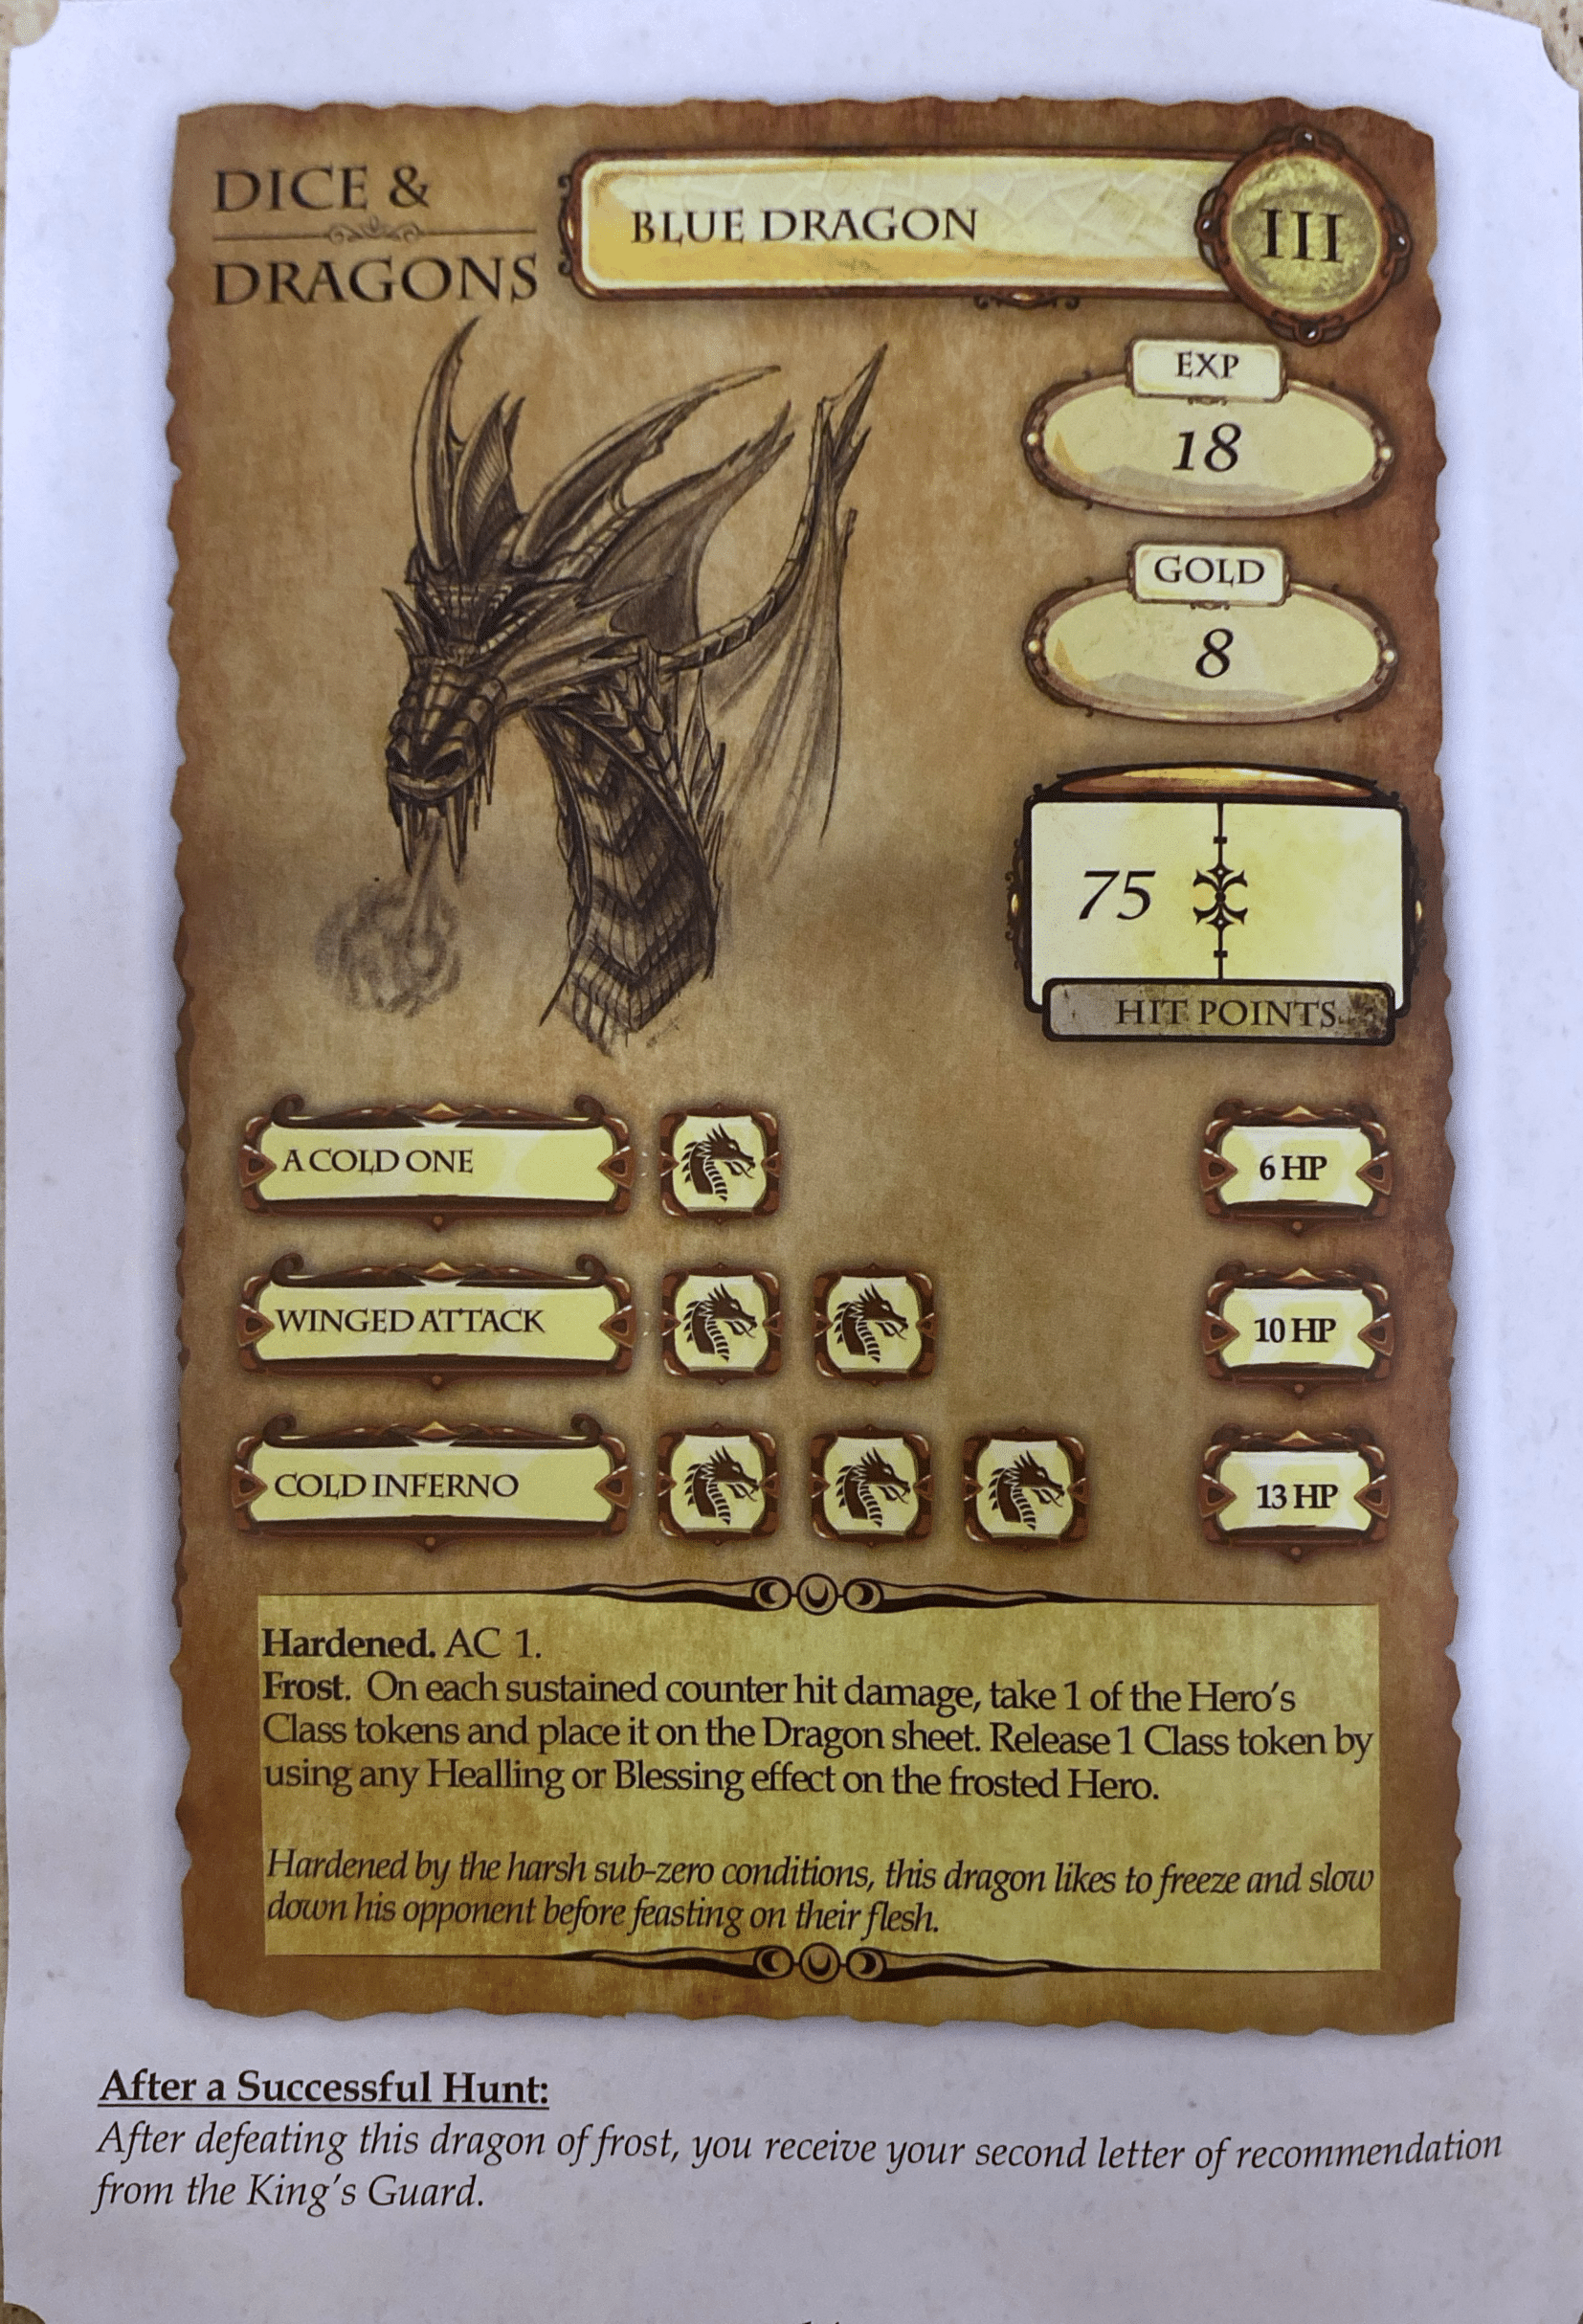 DICE &
DRAGONS
BLUE DRAGON
III
EXP
18
GOLD
8
75
HIT POINTS
A COLD ONE
6 HP
WINGED ATTACK
10 HP
COLD INFERNO
13 HP
Hardened. AC 1.
Frost. On each sustained counter hit damage, take 1 of the Hero's
Class tokens and place it on the Dragon sheet. Release 1 Class token by
using any Healling or Blessing effect on the frosted Hero.
Hardened by the harsh sub-zero conditions, this dragon likes to freeze and slow
down his opponent before feasting on their flesh.
After a Successful Hunt:
After defeating this dragon of frost, you receive your second letter of recommendation
from the King's Guard.